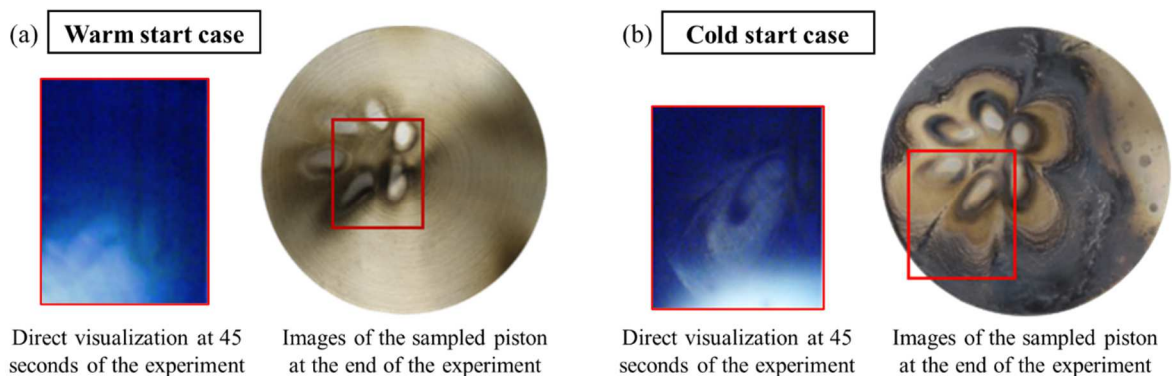 (a) Warm start case
Direct visualization at 45
seconds of the experiment
Images of the sampled piston
at the end of the experiment
(b) Cold start case
Direct visualization at 45
seconds of the experiment
Images of the sampled piston
at the end of the experiment